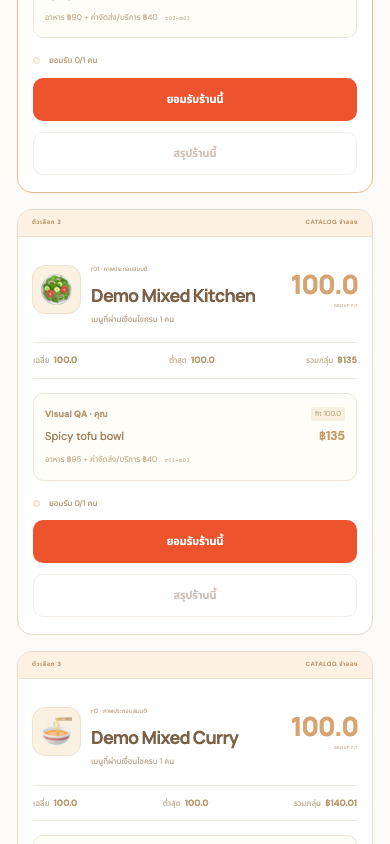 อาหาร ฿90 + ค่าจัดส่ง/บริการ ฿40 r02-m03
ยอมรับ 0/1 คน
ยอมรับร้านนี้
สรุปร้านนี้
ตัวเลือก 2 CATALOG จำลอง
r01 · ภาพประกอบสมมติ
Demo Mixed Kitchen
เมนูที่ผ่านเงื่อนไขครบ 1 คน
100.0
GROUP FIT
เฉลี่ย 100.0 ต่ำสุด 100.0 รวมกลุ่ม ฿135
Visual QA · คุณ fit 100.0
Spicy tofu bowl ฿135
อาหาร ฿95 + ค่าจัดส่ง/บริการ ฿40 r01-m03
ยอมรับ 0/1 คน
ยอมรับร้านนี้
สรุปร้านนี้
ตัวเลือก 3 CATALOG จำลอง
r12 · ภาพประกอบสมมติ
Demo Mixed Curry
เมนูที่ผ่านเงื่อนไขครบ 1 คน
100.0
GROUP FIT
เฉลี่ย 100.0 ต่ำสุด 100.0 รวมกลุ่ม ฿140.01